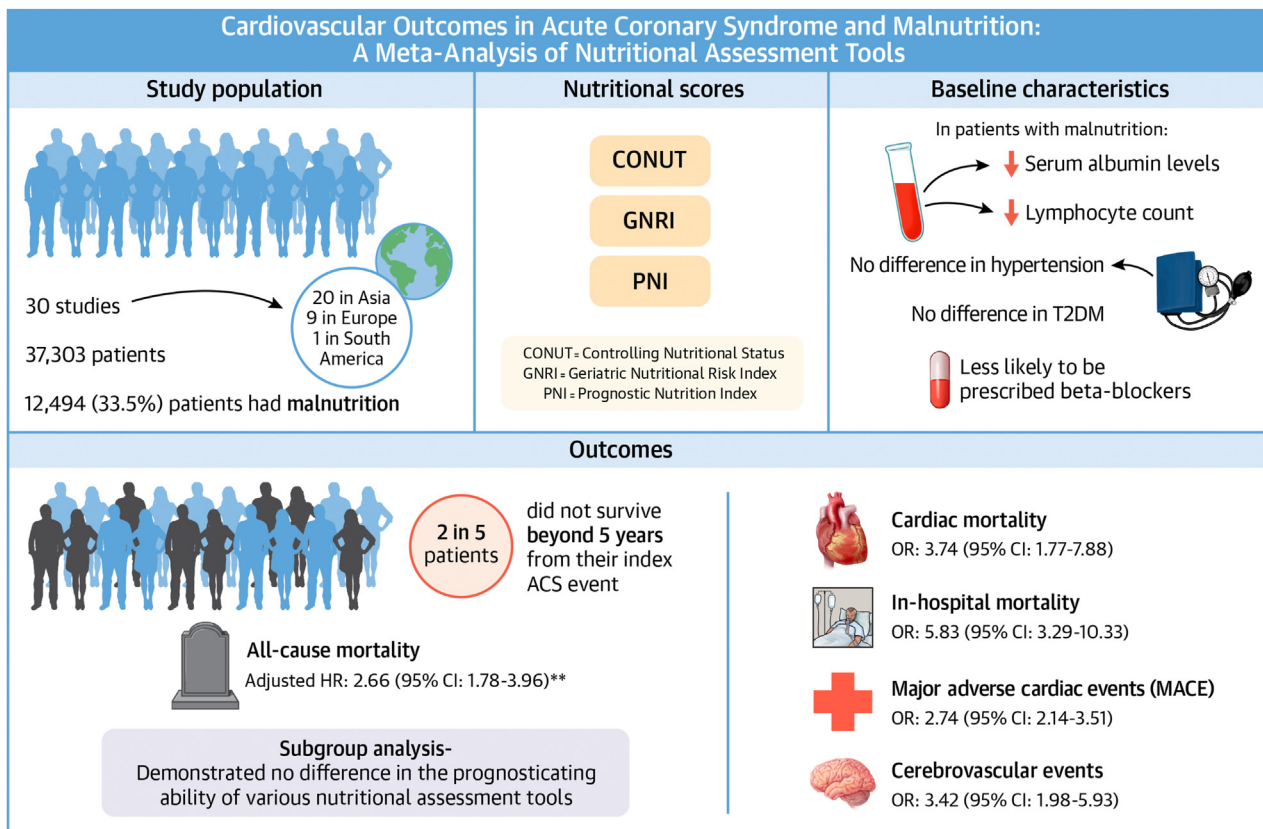 Cardiovascular Outcomes in Acute Coronary Syndrome and Malnutrition:
A Meta-Analysis of Nutritional Assessment Tools
Study population
30 studies
20 in Asia
9 in Europe
1 in South
America
37,303 patients
12,494 (33.5%) patients had malnutrition
Nutritional scores
CONUT
GNRI
PNI
CONUT= Controlling Nutritional Status
GNRI= Geriatric Nutritional Risk Index
PNI= Prognostic Nutrition Index
Baseline characteristics
In patients with malnutrition:
Serum albumin levels
Lymphocyte count
No difference in hypertension
No difference in T2DM
Less likely to be
prescribed beta-blockers
Outcomes
2 in 5
patients
did not survive
beyond 5 years
from their index
ACS event
All-cause mortality
Adjusted HR: 2.66 (95% CI: 1.78-3.96)**
Subgroup analysis-
Demonstrated no difference in the prognosticating
ability of various nutritional assessment tools
Cardiac mortality
OR: 3.74 (95% CI: 1.77-7.88)
In-hospital mortality
OR: 5.83 (95% CI: 3.29-10.33)
Major adverse cardiac events (MACE)
OR: 2.74 (95% CI: 2.14-3.51)
Cerebrovascular events
OR: 3.42 (95% CI: 1.98-5.93)